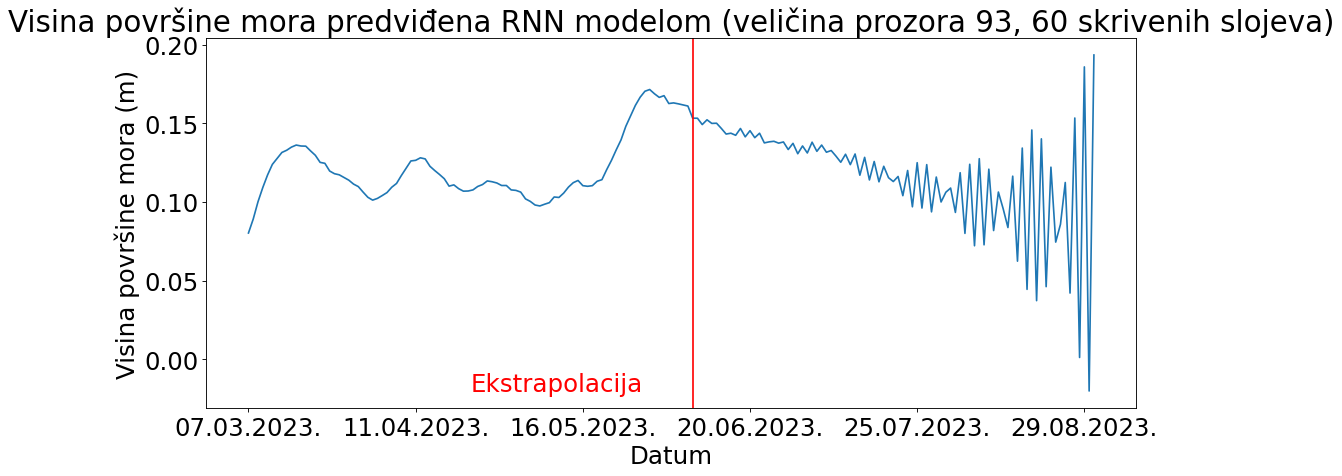 Visina površine mora predviđena RNN modelom (veličina prozora 93, 60 skrivenih slojeva)
Visina površine mora (m)
0.20
0.15
0.10
0.05
0.00
Ekstrapolacija
07.03.2023. 11.04.2023. 16.05.2023. 20.06.2023. 25.07.2023. 29.08.2023.
Datum